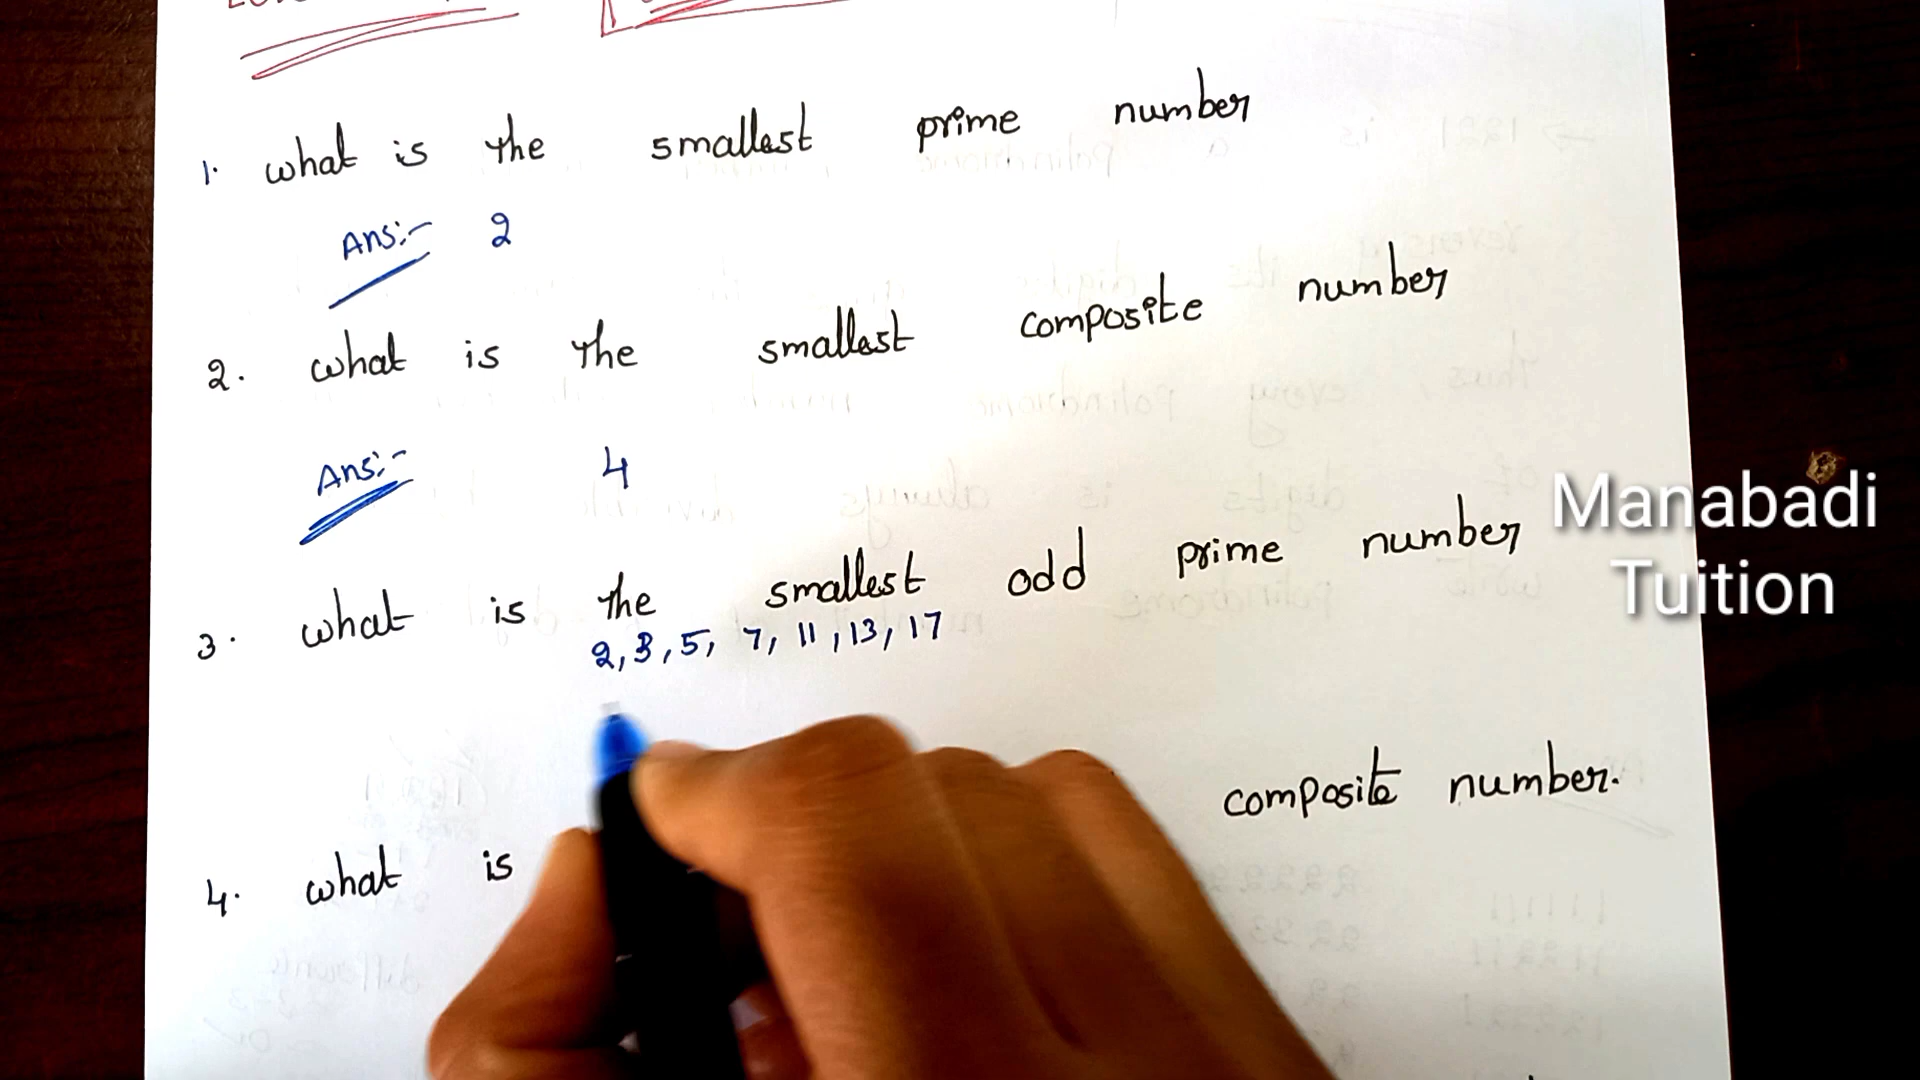 1. what is the smallest prime number
Ans:- 2
2. what is the smallest composite number
Ans:- 4
3. what is the smallest odd prime number
2, 3, 5, 7, 11, 13, 17
4. what is composite number.
Manabadi
Tuition